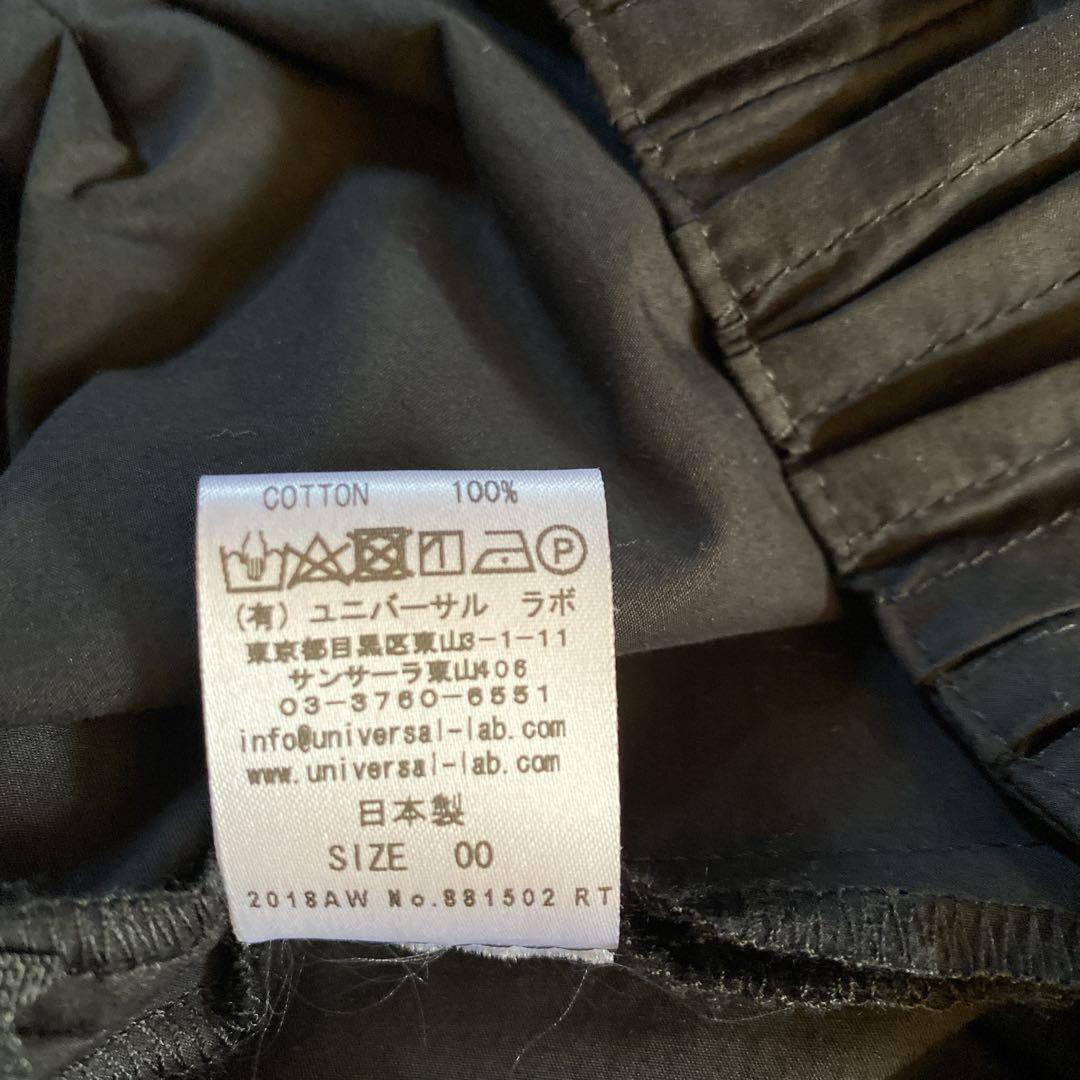 COTTON 100%
P
(有) ユニバーサル ラボ
東京都目黒区東山3-1-11
サンサーラ東山406
03-3760-6551
info@universal-lab.com
www.universal-lab.com
日本製
SIZE 00
2018AW No.881502 RT